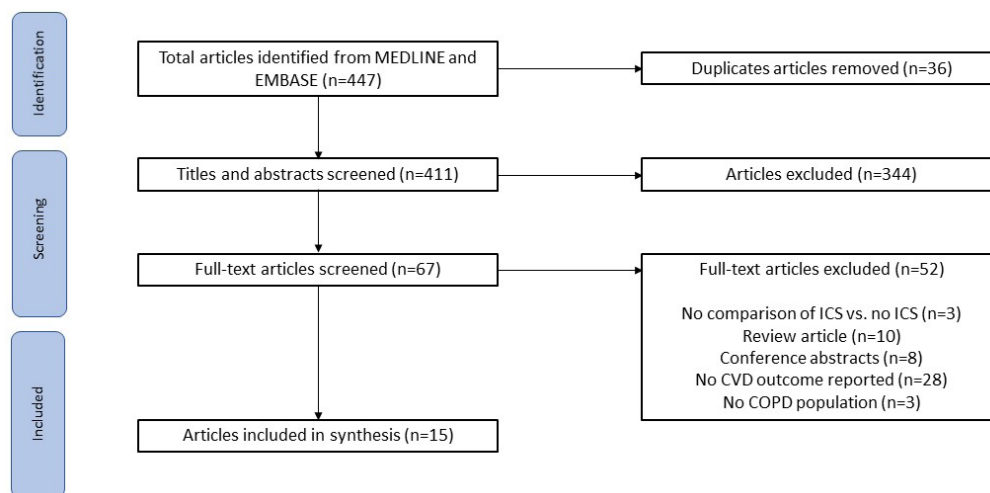 Identification
Total articles identified from MEDLINE and
EMBASE (n=447)
Duplicates articles removed (n=36)
Screening
Titles and abstracts screened (n=411)
Articles excluded (n=344)
Full-text articles screened (n=67)
Full-text articles excluded (n=52)
No comparison of ICS vs. no ICS (n=3)
Review article (n=10)
Conference abstracts (n=8)
No CVD outcome reported (n=28)
No COPD population (n=3)
Included
Articles included in synthesis (n=15)